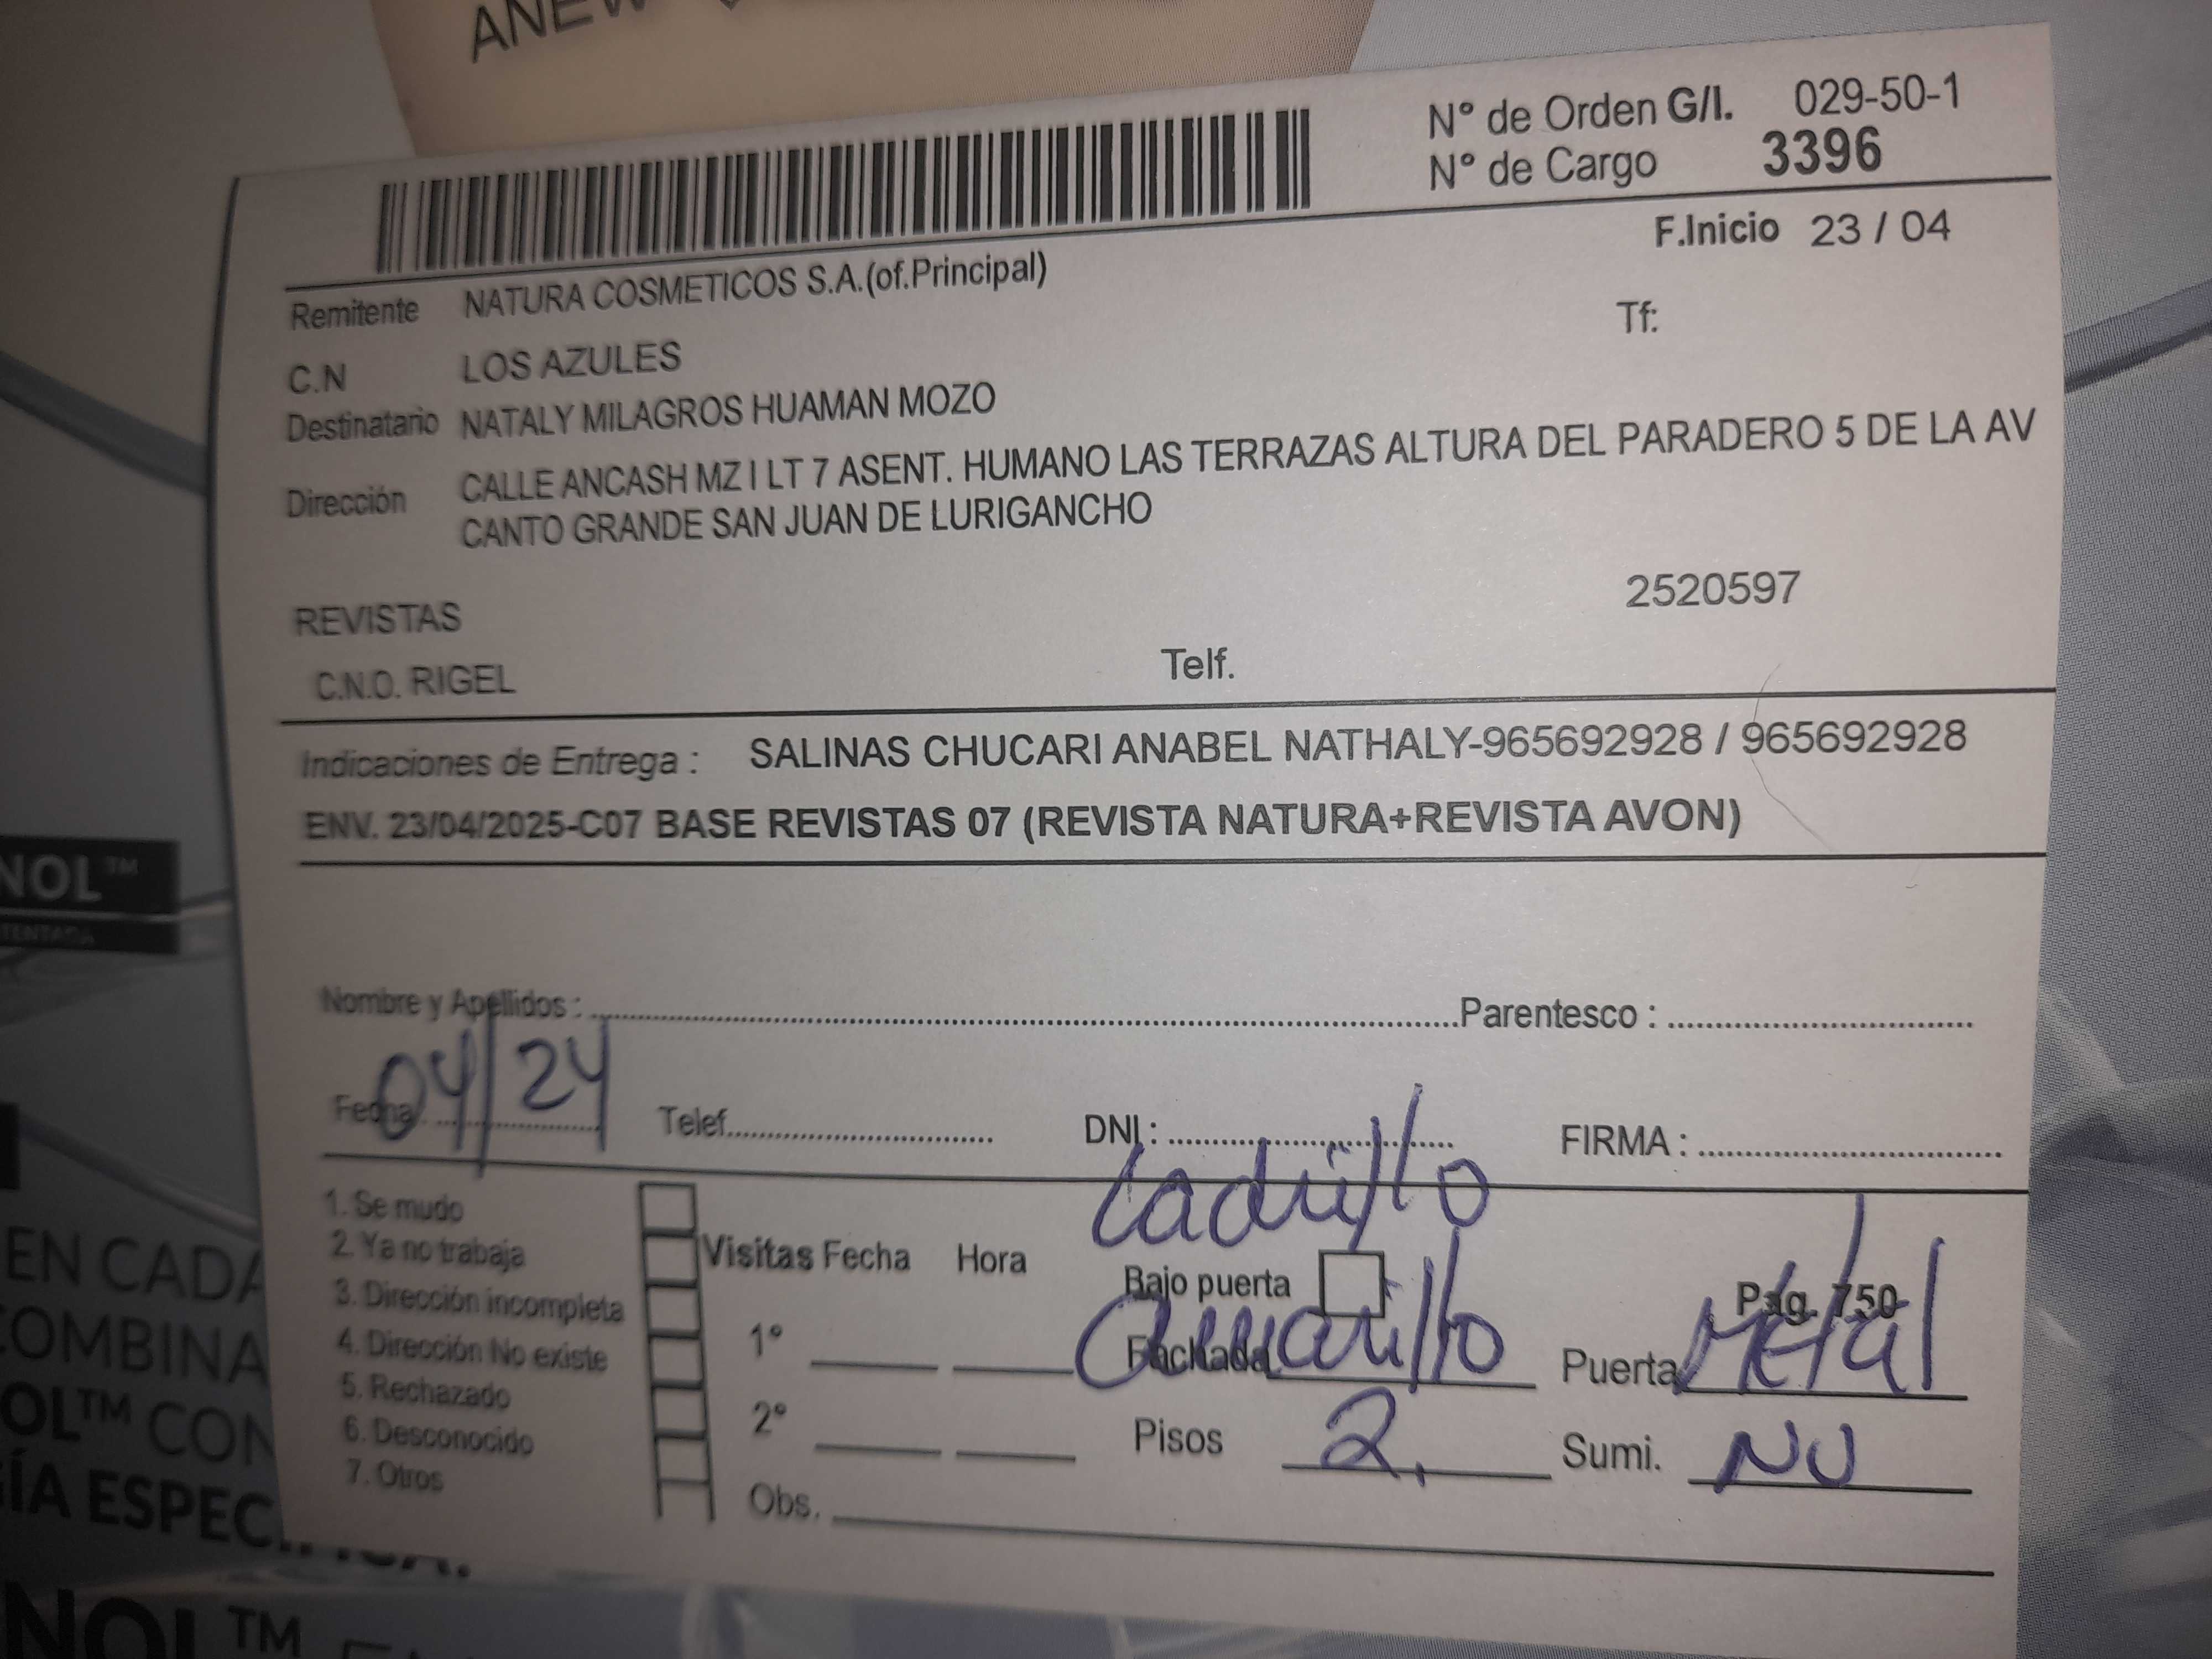 ANEW
N° de Orden G/I. 029-50-1
N° de Cargo 3396
F.Inicio 23 / 04
Remitente NATURA COSMETICOS S.A.(of.Principal)
Tf:
C.N LOS AZULES
Destinatario NATALY MILAGROS HUAMAN MOZO
Dirección CALLE ANCASH MZ I LT 7 ASENT. HUMANO LAS TERRAZAS ALTURA DEL PARADERO 5 DE LA AV
CANTO GRANDE SAN JUAN DE LURIGANCHO
2520597
REVISTAS
C.N.O. RIGEL Telf.
Indicaciones de Entrega : SALINAS CHUCARI ANABEL NATHALY-965692928 / 965692928
ENV. 23/04/2025-C07 BASE REVISTAS 07 (REVISTA NATURA+REVISTA AVON)
Nombre y Apellidos : Parentesco :
Fecha 04/24 Telef. DNI : FIRMA :
Ladrillo
1. Se mudo
2. Ya no trabaja
3. Dirección incompleta
4. Dirección No existe
5. Rechazado
6. Desconocido
7. Otros
Visitas Fecha Hora
1°
2°
Obs.
Bajo puerta Pág. 750
Fachada amarillo Puerta Metal
Pisos 2. Sumi. NO
NOL™
EN CADA
COMBINA
OL™ CON
ÍA ESPECÍFICA.
NOL™